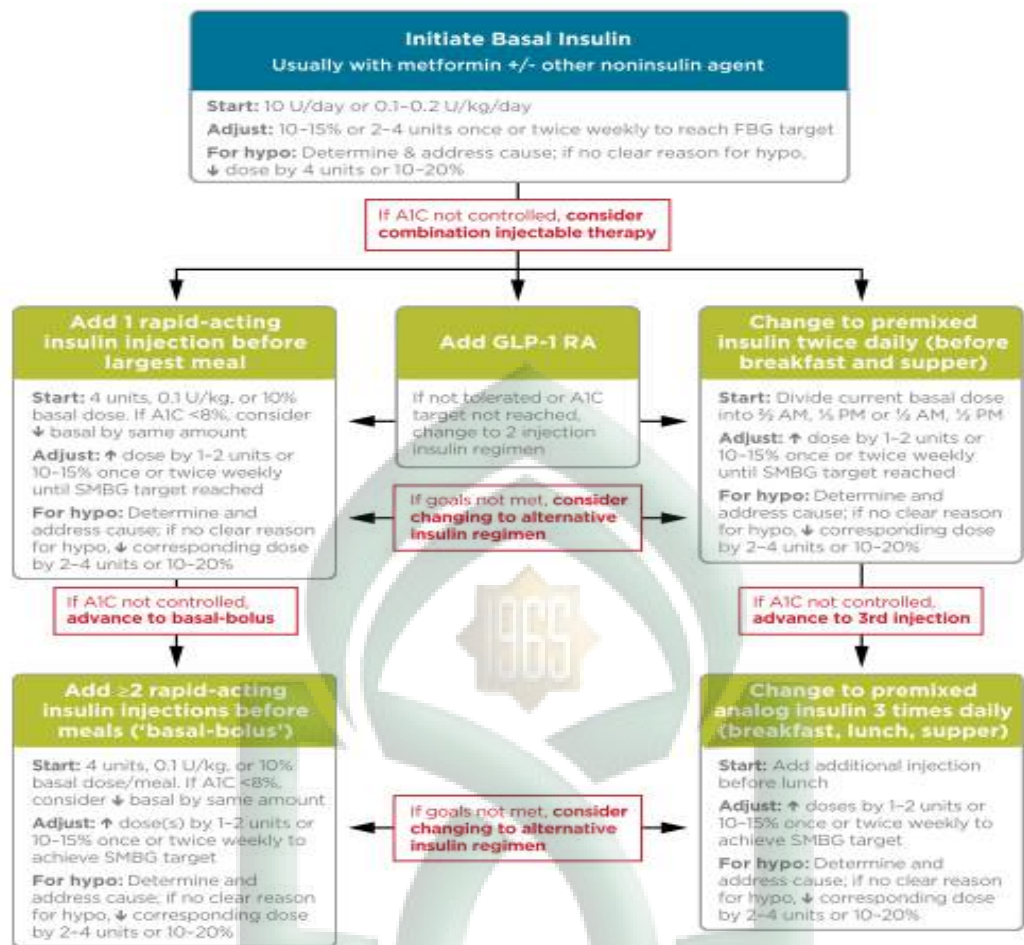 Initiate Basal Insulin
Usually with metformin +/- other noninsulin agent
Start: 10 U/day or 0.1–0.2 U/kg/day
Adjust: 10–15% or 2–4 units once or twice weekly to reach FBG target
For hypo: Determine & address cause; if no clear reason for hypo,
↓ dose by 4 units or 10–20%
If A1C not controlled, consider
combination injectable therapy
Add 1 rapid-acting
insulin injection before
largest meal
Start: 4 units, 0.1 U/kg, or 10%
basal dose. If A1C <8%, consider
↓ basal by same amount
Adjust: ↑ dose by 1–2 units or
10–15% once or twice weekly
until SMBG target reached
For hypo: Determine and
address cause; if no clear reason
for hypo, ↓ corresponding dose
by 2–4 units or 10–20%
Add GLP-1 RA
If not tolerated or A1C
target not reached,
change to 2 injection
insulin regimen
Change to premixed
insulin twice daily (before
breakfast and supper)
Start: Divide current basal dose
into ⅔ AM, ⅓ PM or ½ AM, ½ PM
Adjust: ↑ dose by 1–2 units or
10–15% once or twice weekly
until SMBG target reached
For hypo: Determine and
address cause; if no clear reason
for hypo, ↓ corresponding dose
by 2–4 units or 10–20%
If goals not met, consider
changing to alternative
insulin regimen
If A1C not controlled,
advance to basal-bolus
1965
If A1C not controlled,
advance to 3rd injection
Add ≥2 rapid-acting
insulin injections before
meals ('basal-bolus')
Start: 4 units, 0.1 U/kg, or 10%
basal dose/meal. If A1C <8%,
consider ↓ basal by same amount
Adjust: ↑ dose(s) by 1–2 units or
10–15% once or twice weekly to
achieve SMBG target
For hypo: Determine and
address cause; if no clear reason
for hypo, ↓ corresponding dose
by 2–4 units or 10–20%
If goals not met, consider
changing to alternative
insulin regimen
Change to premixed
analog insulin 3 times daily
(breakfast, lunch, supper)
Start: Add additional injection
before lunch
Adjust: ↑ doses by 1–2 units or
10–15% once or twice weekly to
achieve SMBG target
For hypo: Determine and
address cause; if no clear reason
for hypo, ↓ corresponding dose
by 2–4 units or 10–20%